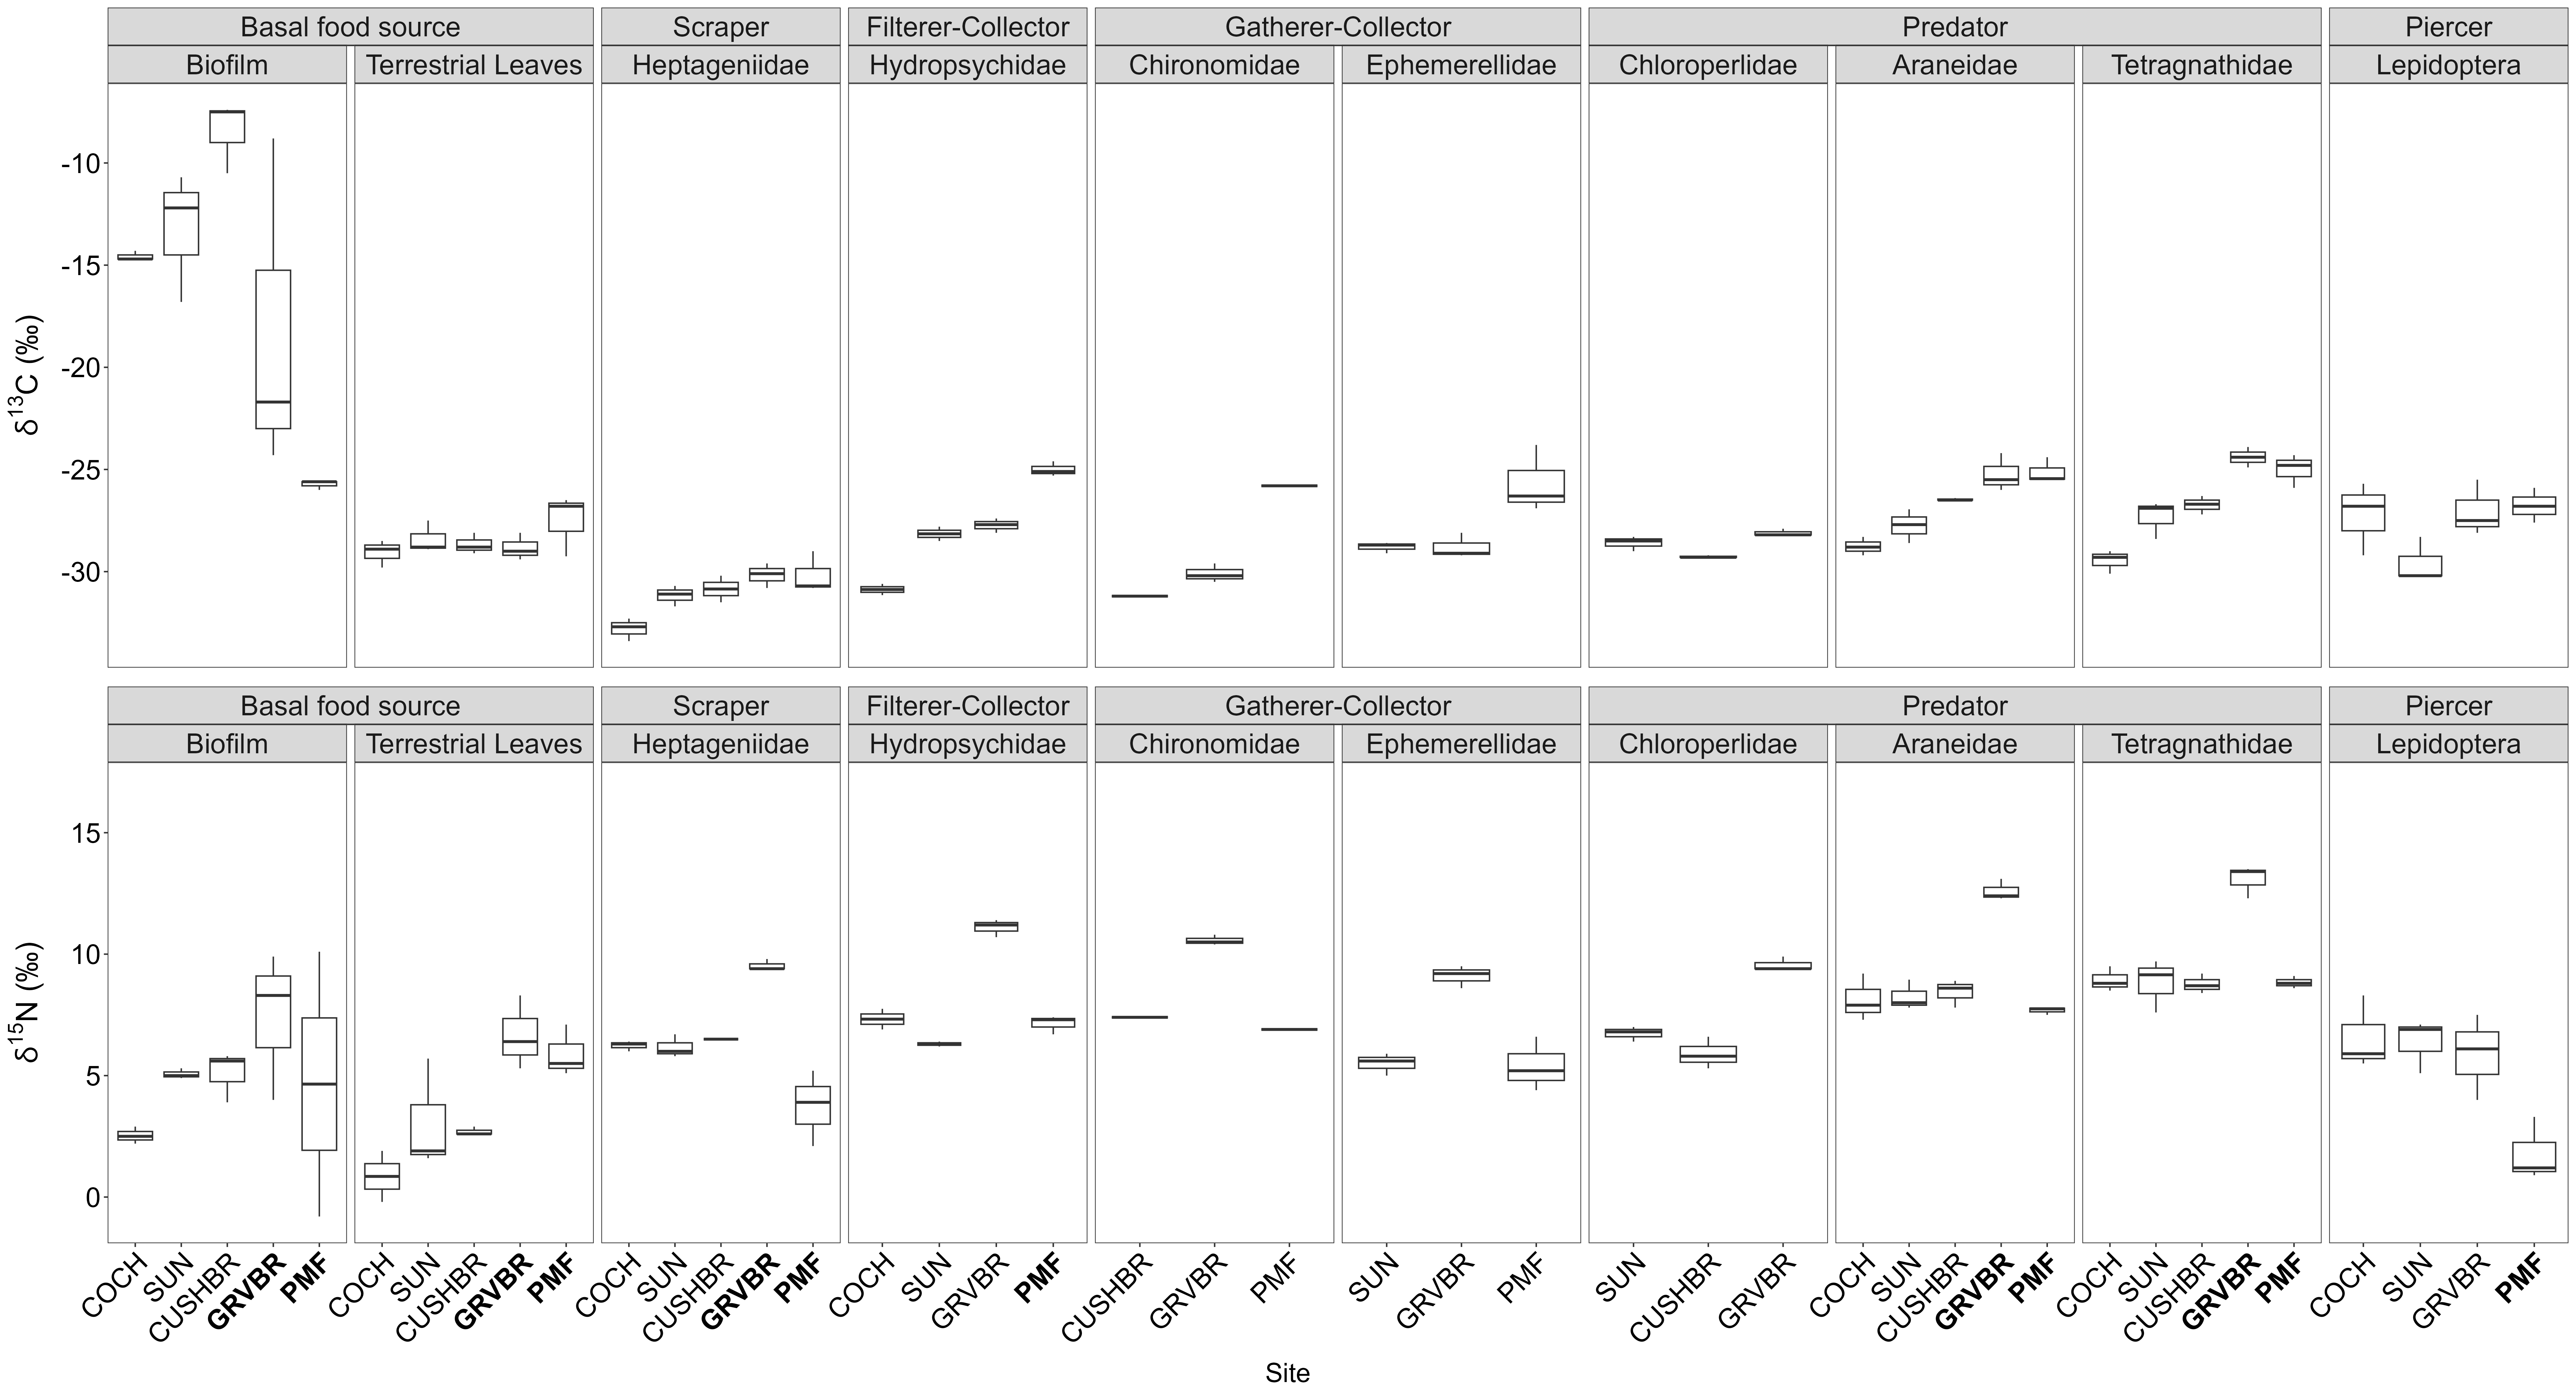 Basal food source Scraper Filterer-Collector Gatherer-Collector Predator Piercer
Biofilm Terrestrial Leaves Heptageniidae Hydropsychidae Chironomidae Ephemerellidae Chloroperlidae Araneidae Tetragnathidae Lepidoptera
-10
-15
-20
-25
-30
δ¹³C (‰)
Basal food source Scraper Filterer-Collector Gatherer-Collector Predator Piercer
Biofilm Terrestrial Leaves Heptageniidae Hydropsychidae Chironomidae Ephemerellidae Chloroperlidae Araneidae Tetragnathidae Lepidoptera
15
10
5
0
δ¹⁵N (‰)
COCH SUN CUSHBR GRVBR PMF COCH SUN CUSHBR GRVBR PMF COCH SUN CUSHBR GRVBR PMF COCH SUN GRVBR PMF CUSHBR GRVBR PMF SUN GRVBR PMF SUN CUSHBR GRVBR COCH SUN CUSHBR GRVBR PMF COCH SUN CUSHBR GRVBR PMF COCH SUN GRVBR PMF
Site